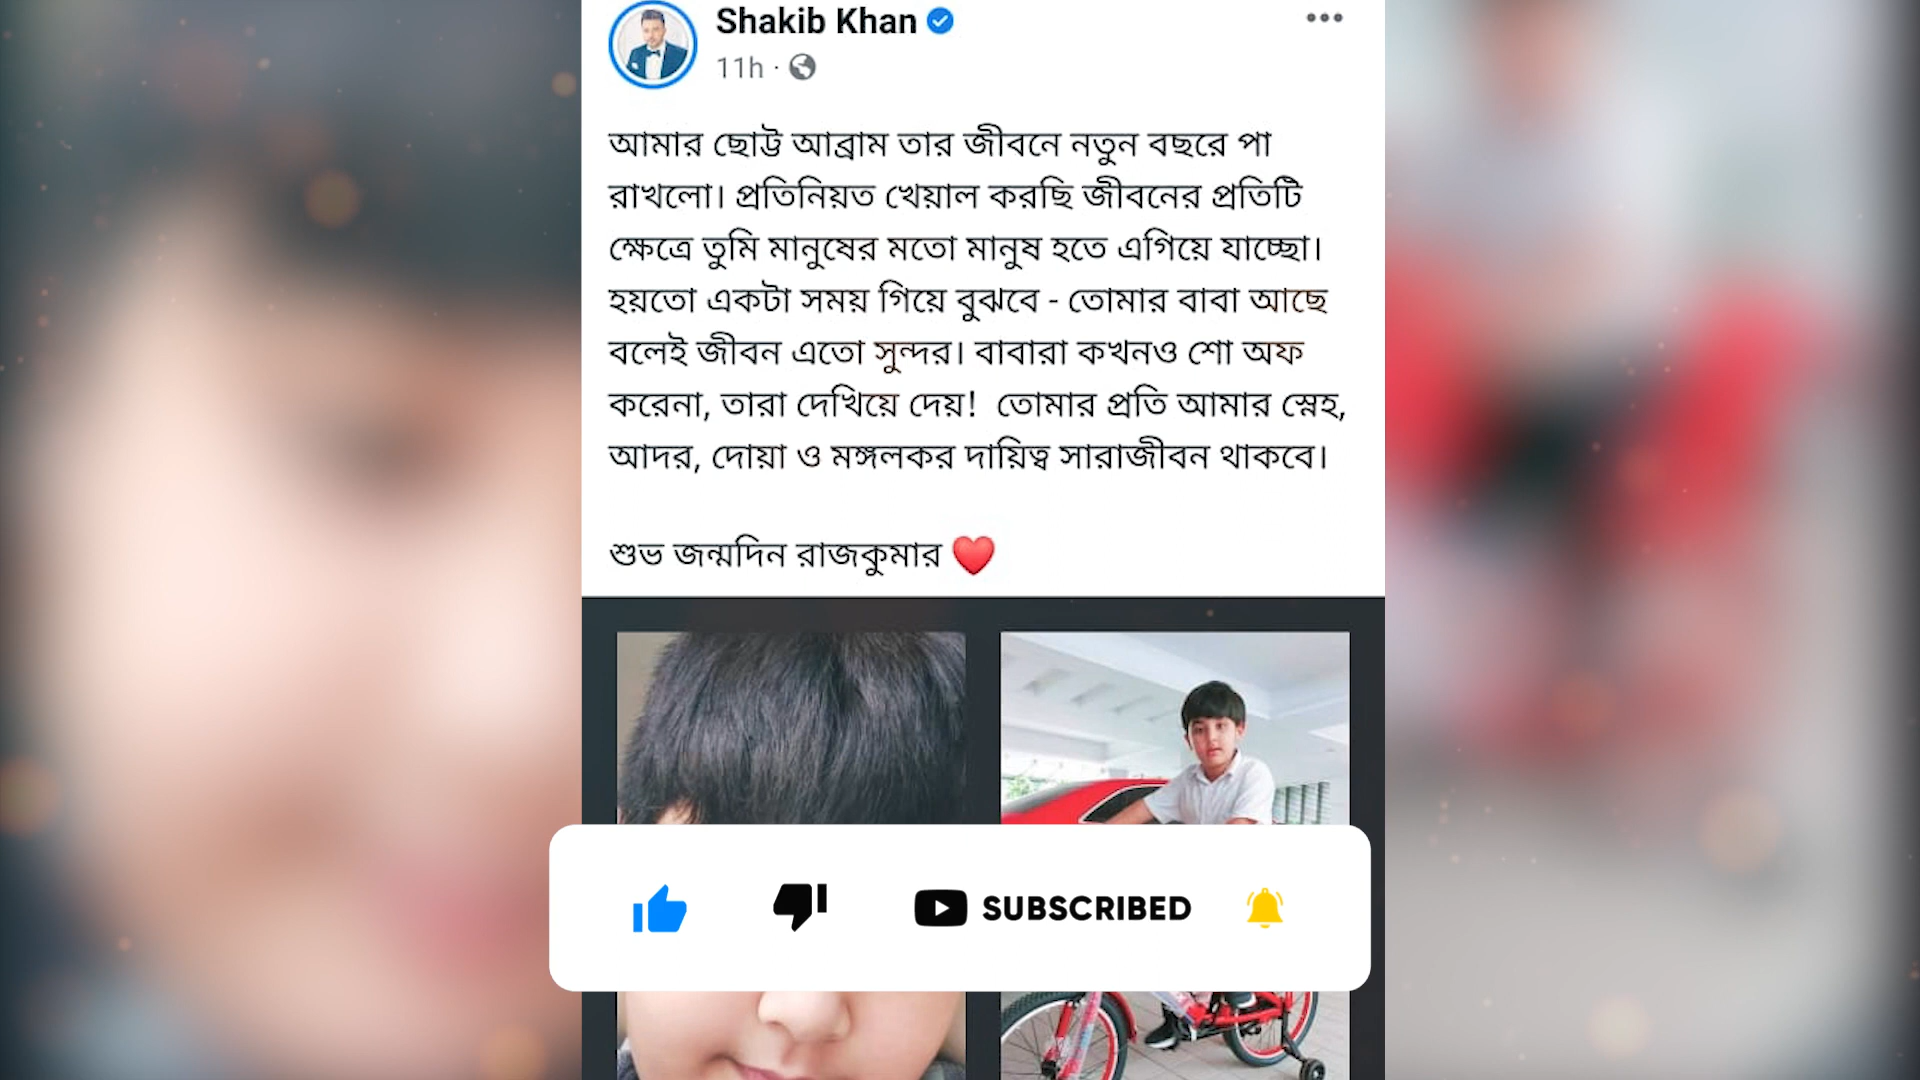 Shakib Khan
11h ·
আমার ছোট্ট আব্রাম তার জীবনে নতুন বছরে পা
রাখলো। প্রতিনিয়ত খেয়াল করছি জীবনের প্রতিটি
ক্ষেত্রে তুমি মানুষের মতো মানুষ হতে এগিয়ে যাচ্ছো।
হয়তো একটা সময় গিয়ে বুঝবে - তোমার বাবা আছে
বলেই জীবন এতো সুন্দর। বাবারা কখনও শো অফ
করেনা, তারা দেখিয়ে দেয়! তোমার প্রতি আমার স্নেহ,
আদর, দোয়া ও মঙ্গলকর দায়িত্ব সারাজীবন থাকবে।
শুভ জন্মদিন রাজকুমার ❤️
SUBSCRIBED